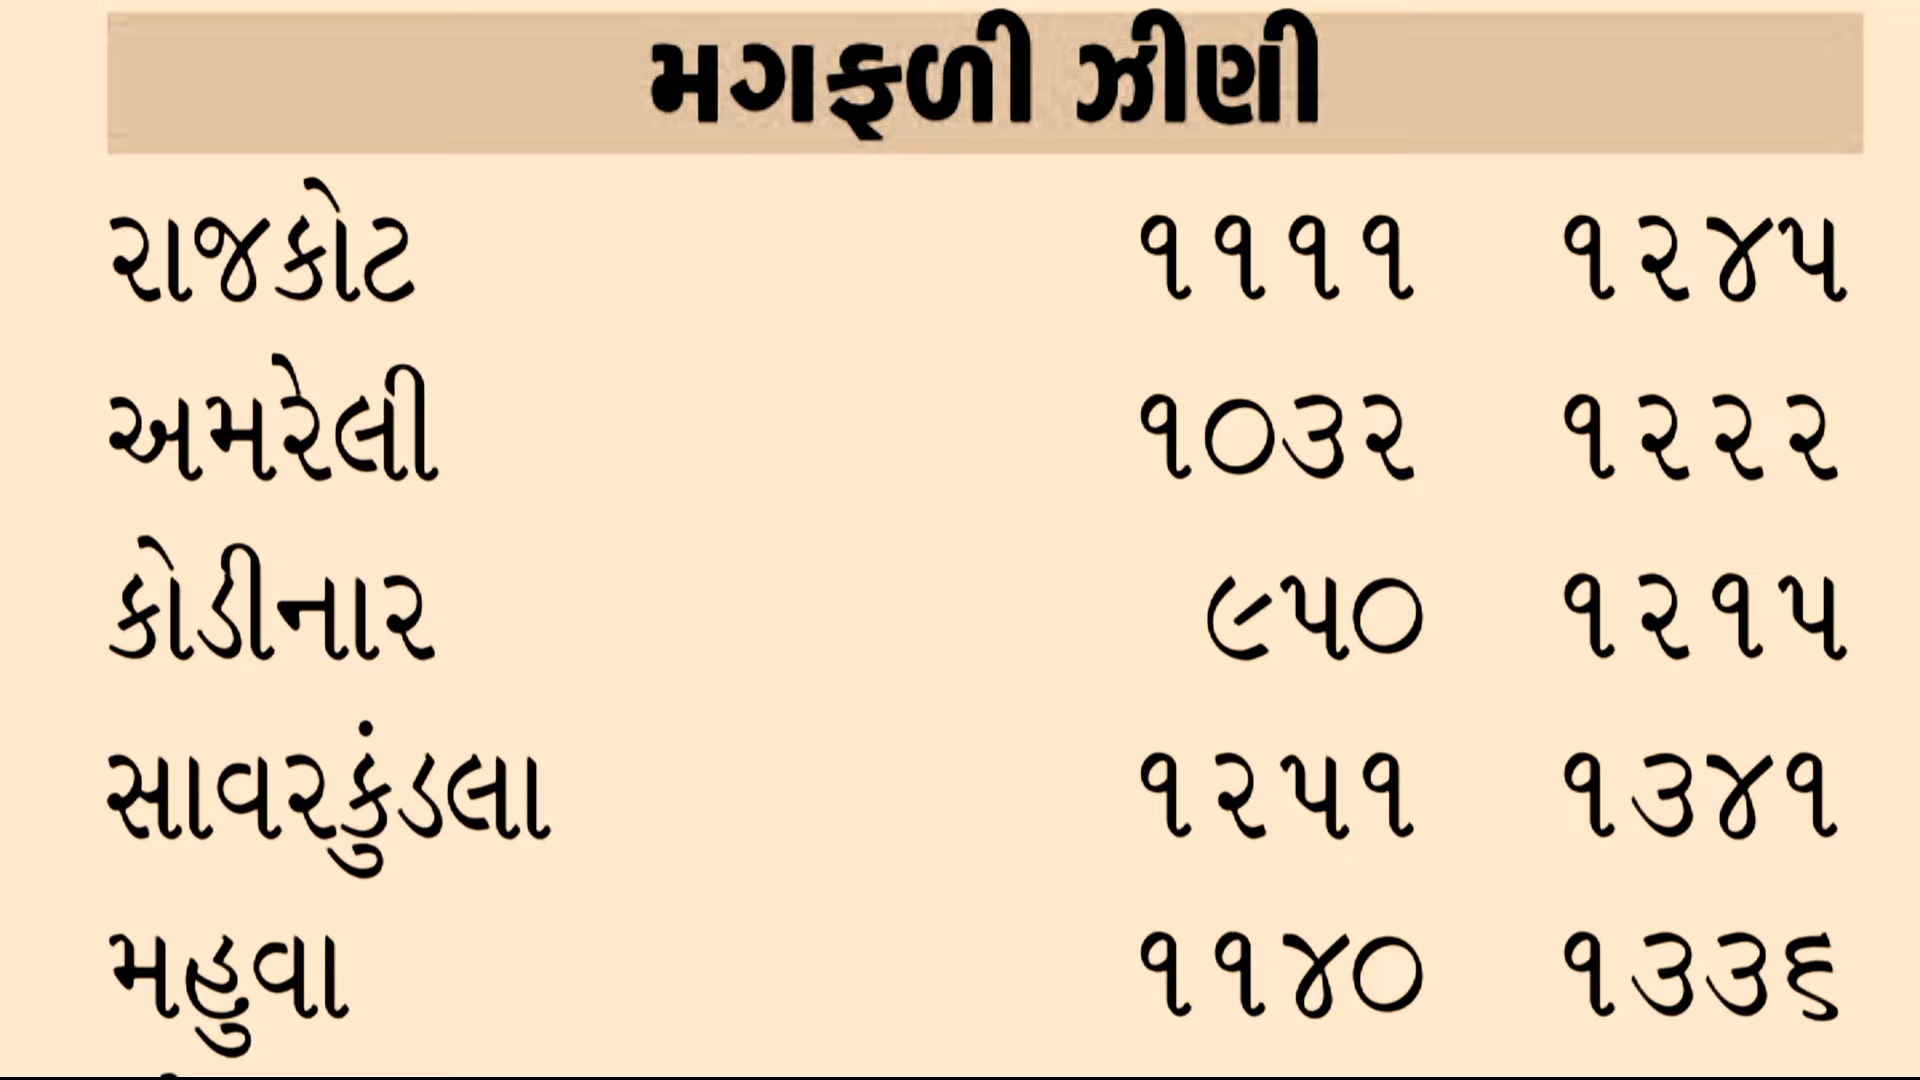 મગફળી ઝીણી
રાજકોટ ૧૧૧૧ ૧૨૪૫
અમરેલી ૧૦૩૨ ૧૨૨૨
કોડીનાર ૯૫૦ ૧૨૧૫
સાવરકુંડલા ૧૨૫૧ ૧૩૪૧
મહુવા ૧૧૪૦ ૧૩૩૬